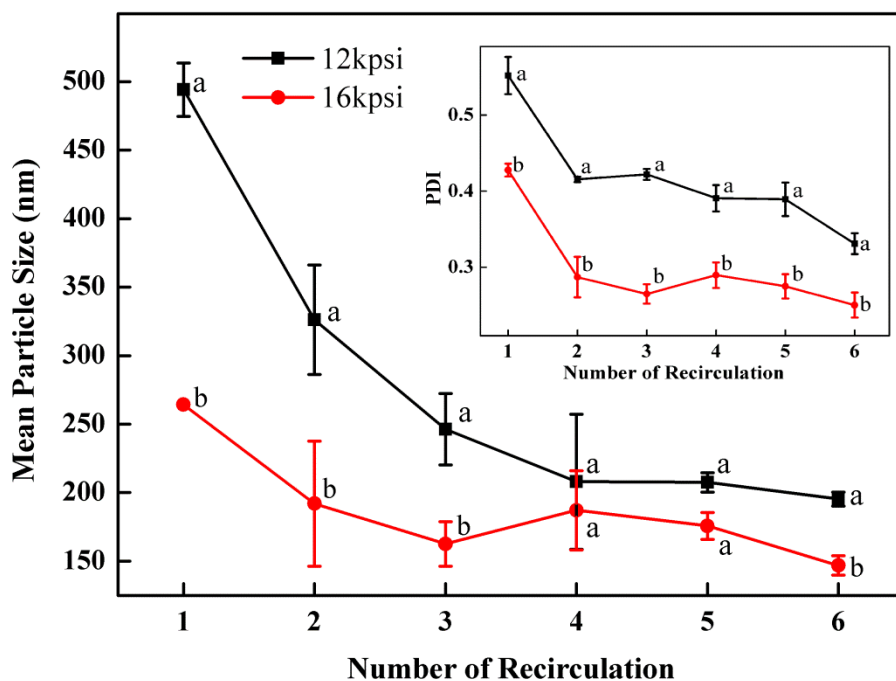 Mean Particle Size (nm)
500
450
400
350
300
250
200
150
12kpsi
16kpsi
a
a
a
a
a
a
b
b
b
a
a
b
1 2 3 4 5 6
Number of Recirculation
PDI
0.5
0.4
0.3
a
a
a
a
a
a
b
b
b
b
b
b
1 2 3 4 5 6
Number of Recirculation